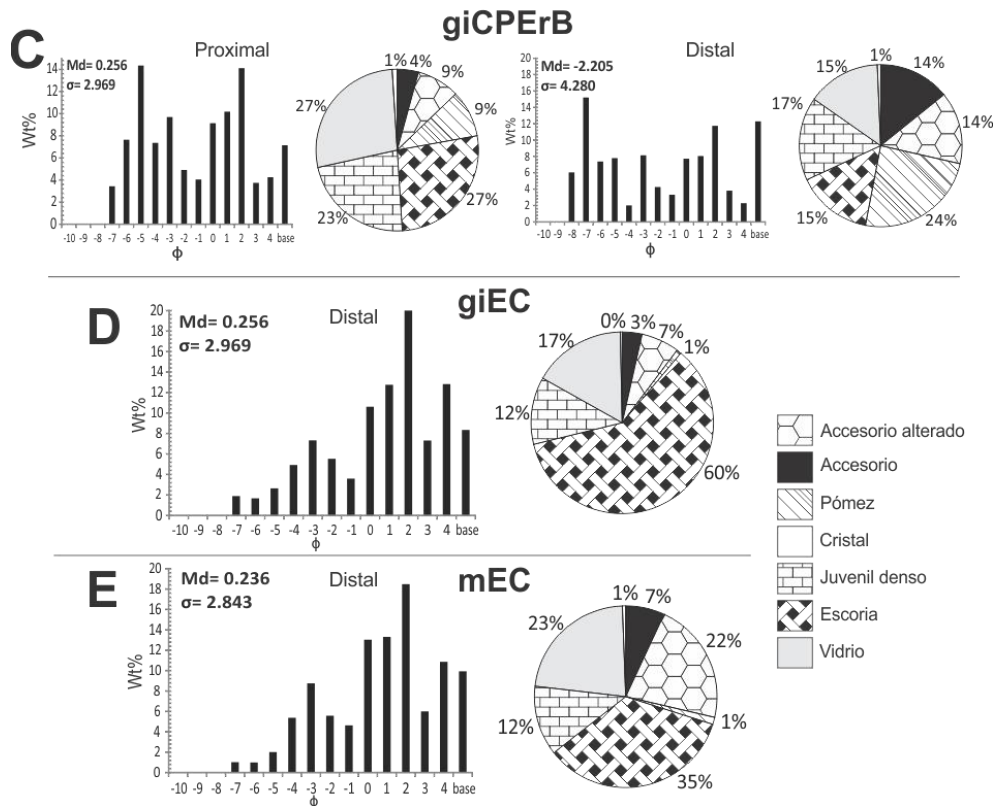 giCPErB
C
Proximal
Md= 0.256
σ= 2.969
Wt%
14
12
10
8
6
4
2
0
-10 -9 -8 -7 -6 -5 -4 -3 -2 -1 0 1 2 3 4 base
ϕ
1% 4%
9%
9%
27%
23%
27%
Distal
Md= -2.205
σ= 4.280
Wt%
20
18
16
14
12
10
8
6
4
2
0
-10 -9 -8 -7 -6 -5 -4 -3 -2 -1 0 1 2 3 4 base
ϕ
1%
14%
14%
24%
15%
17%
15%
giEC
D
Distal
Md= 0.256
σ= 2.969
Wt%
20
18
16
14
12
10
8
6
4
2
0
-10 -9 -8 -7 -6 -5 -4 -3 -2 -1 0 1 2 3 4 base
ϕ
0% 3%
7%
1%
60%
12%
17%
mEC
E
Distal
Md= 0.236
σ= 2.843
Wt%
20
18
16
14
12
10
8
6
4
2
0
-10 -9 -8 -7 -6 -5 -4 -3 -2 -1 0 1 2 3 4 base
ϕ
1% 7%
22%
1%
35%
12%
23%
Accesorio alterado
Accesorio
Pómez
Cristal
Juvenil denso
Escoria
Vidrio